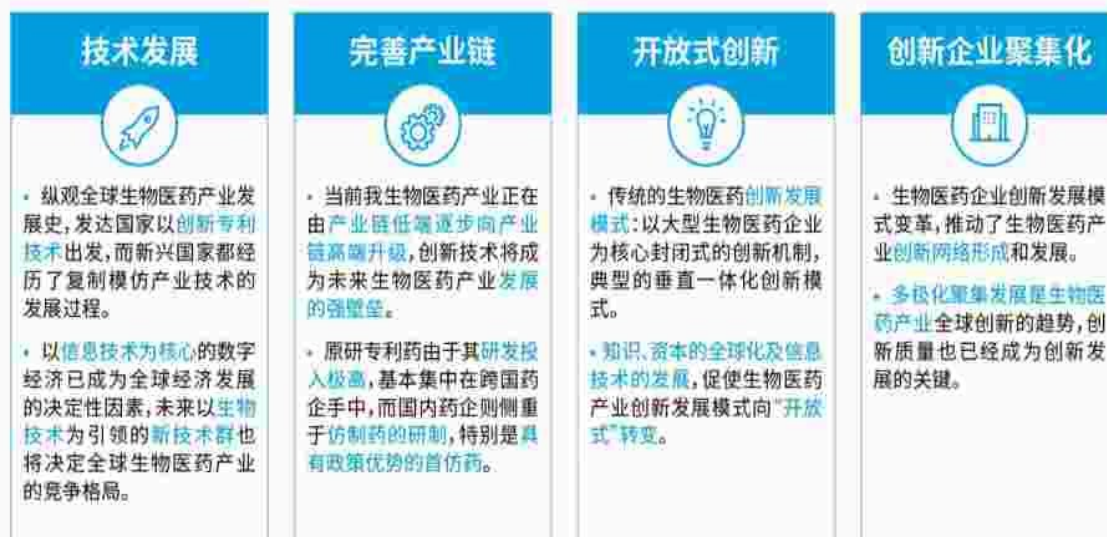 技术发展
• 纵观全球生物医药产业发
展史,发达国家以创新专利
技术出发,而新兴国家都经
历了复制模仿产业技术的
发展过程。
• 以信息技术为核心的数字
经济已成为全球经济发展
的决定性因素,未来以生物
技术为引领的新技术群也
将决定全球生物医药产业
的竞争格局。
完善产业链
• 当前我生物医药产业正在
由产业链低端逐步向产业
链高端升级,创新技术将成
为未来生物医药产业发展
的强壁垒。
• 原研专利药由于其研发投
入极高,基本集中在跨国药
企手中,而国内药企则侧重
于仿制药的研制,特别是具
有政策优势的首仿药。
开放式创新
• 传统的生物医药创新发展
模式:以大型生物医药企业
为核心封闭式的创新机制,
典型的垂直一体化创新模
式。
• 知识、资本的全球化及信息
技术的发展,促使生物医药
产业创新发展模式向“开放
式”转变。
创新企业聚集化
• 生物医药企业创新发展模
式变革,推动了生物医药产
业创新网络形成和发展。
• 多极化聚集发展是生物医
药产业全球创新的趋势,创
新质量也已经成为创新发
展的关键。